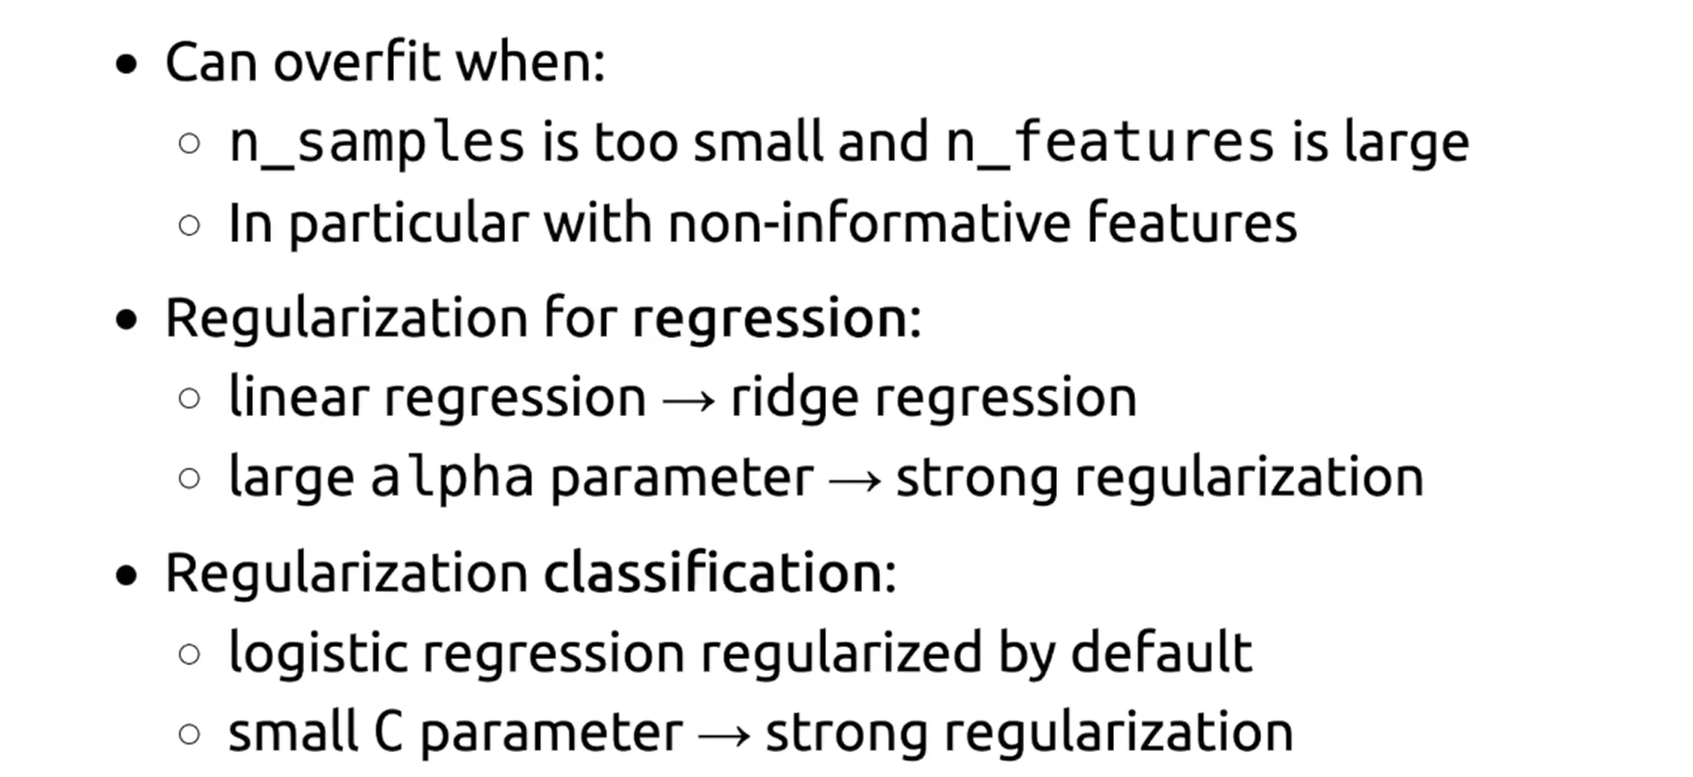 • Can overfit when:
○ n_samples is too small and n_features is large
○ In particular with non-informative features
• Regularization for regression:
○ linear regression → ridge regression
○ large alpha parameter → strong regularization
• Regularization classification:
○ logistic regression regularized by default
○ small C parameter → strong regularization